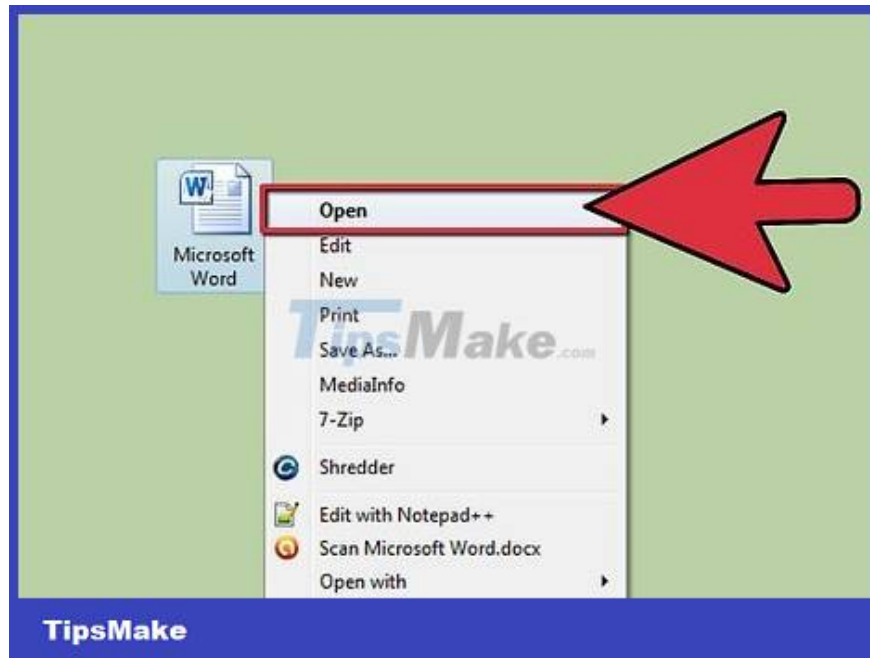 W
Microsoft
Word
Open
Edit
New
Print
Save As...
MediaInfo
7-Zip
Shredder
Edit with Notepad++
Scan Microsoft Word.docx
Open with
TipsMake.com
TipsMake